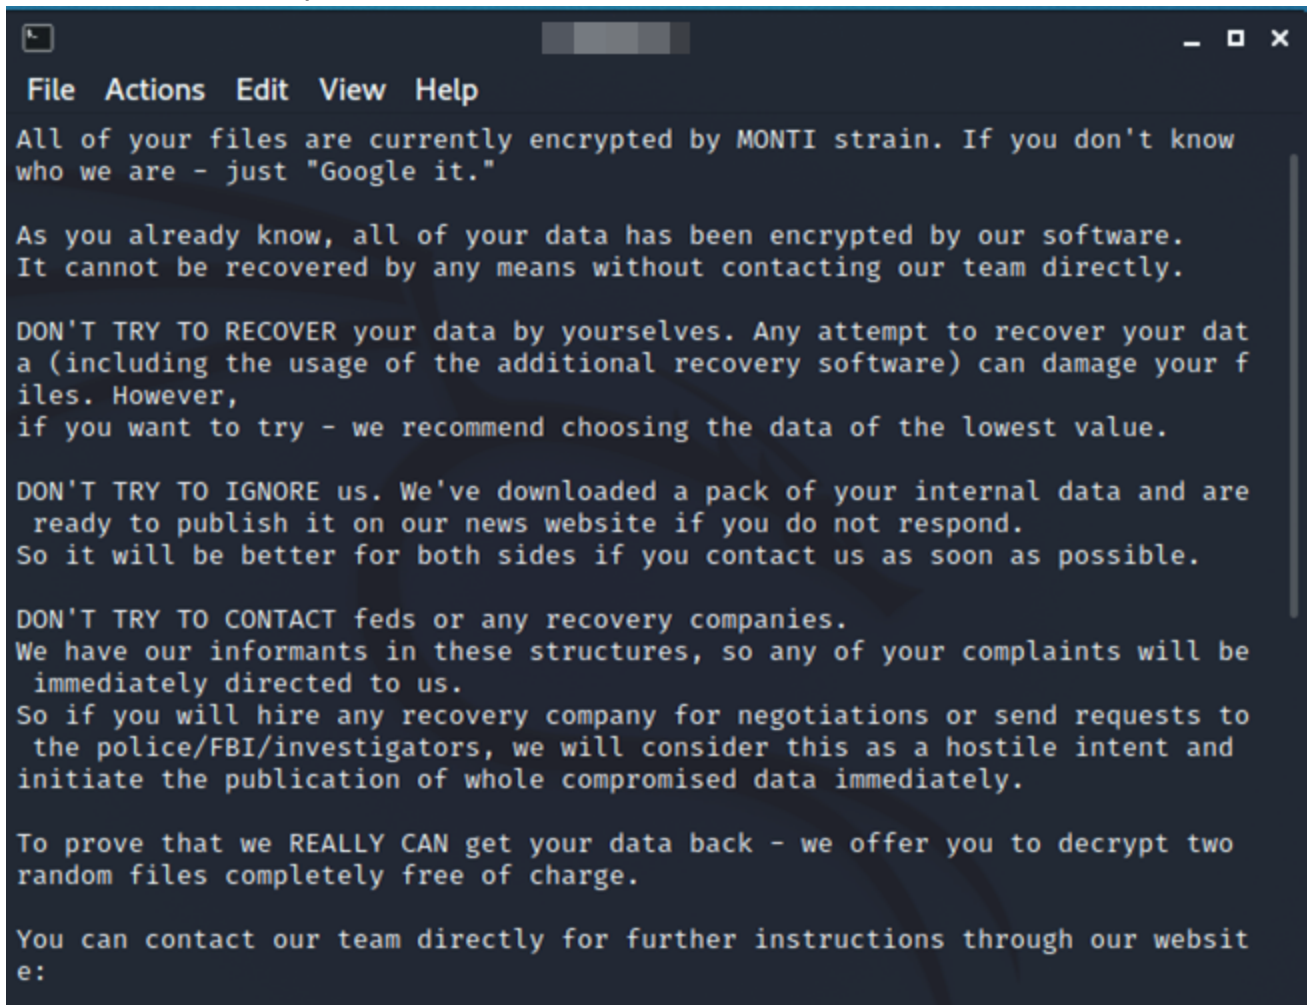 File Actions Edit View Help
All of your files are currently encrypted by MONTI strain. If you don't know
who we are – just "Google it."
As you already know, all of your data has been encrypted by our software.
It cannot be recovered by any means without contacting our team directly.
DON'T TRY TO RECOVER your data by yourselves. Any attempt to recover your dat
a (including the usage of the additional recovery software) can damage your f
iles. However,
if you want to try – we recommend choosing the data of the lowest value.
DON'T TRY TO IGNORE us. We've downloaded a pack of your internal data and are
ready to publish it on our news website if you do not respond.
So it will be better for both sides if you contact us as soon as possible.
DON'T TRY TO CONTACT feds or any recovery companies.
We have our informants in these structures, so any of your complaints will be
immediately directed to us.
So if you will hire any recovery company for negotiations or send requests to
the police/FBI/investigators, we will consider this as a hostile intent and
initiate the publication of whole compromised data immediately.
To prove that we REALLY CAN get your data back – we offer you to decrypt two
random files completely free of charge.
You can contact our team directly for further instructions through our websit
e: